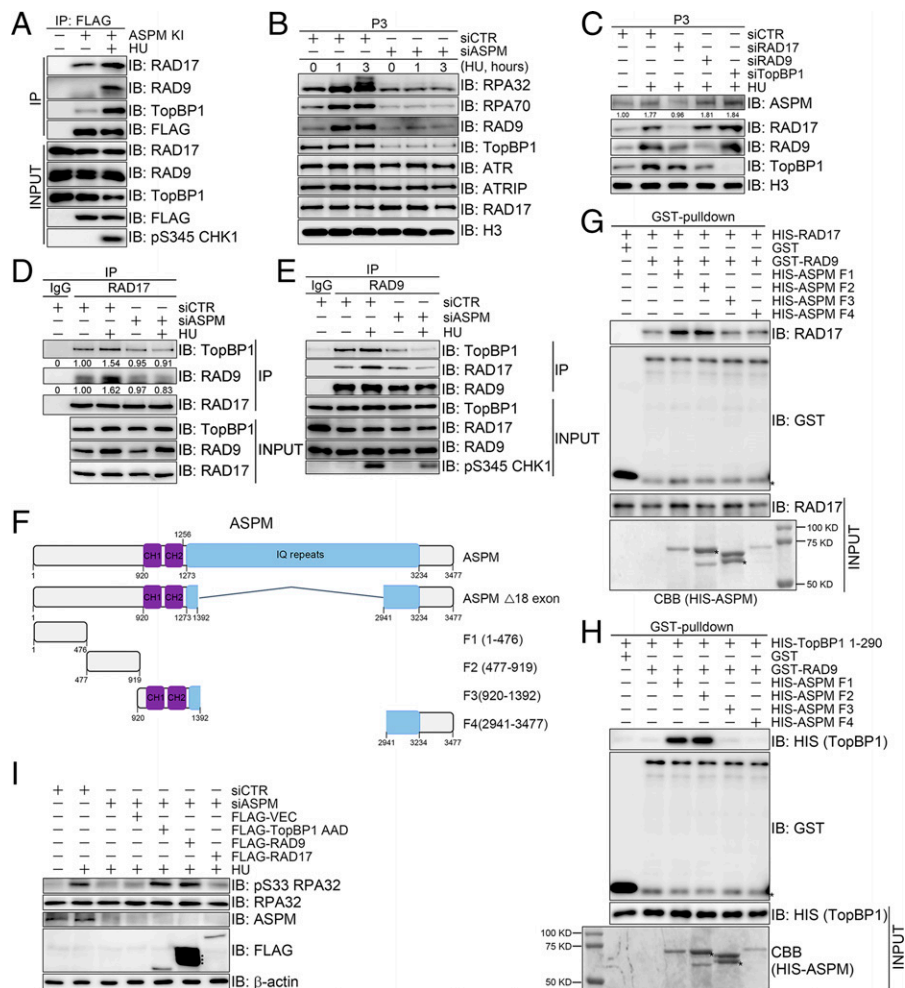 A
IP: FLAG
− + + ASPM KI
− − + HU
IP
IB: RAD17
IB: RAD9
IB: TopBP1
IB: FLAG
INPUT
IB: RAD17
IB: RAD9
IB: TopBP1
IB: FLAG
IB: pS345 CHK1
B
P3
+ + + − − − siCTR
− − − + + + siASPM
0 1 3 0 1 3 (HU, hours)
IB: RPA32
IB: RPA70
IB: RAD9
IB: TopBP1
IB: ATR
IB: ATRIP
IB: RAD17
IB: H3
C
P3
+ + − − − siCTR
− − + − − siRAD17
− − − + − siRAD9
− − − − + siTopBP1
− + + + + HU
IB: ASPM
1.00 1.77 0.96 1.81 1.84
IB: RAD17
IB: RAD9
IB: TopBP1
IB: H3
D
IP
IgG RAD17
+ + + − − siCTR
− − − + + siASPM
− − + − + HU
IB: TopBP1
0 1.00 1.54 0.95 0.91
IB: RAD9
0 1.00 1.62 0.97 0.83
IB: RAD17
IP
IB: TopBP1
IB: RAD9
IB: RAD17
INPUT
E
IP
IgG RAD9
+ + + − − siCTR
− − − + + siASPM
− − + − + HU
IB: TopBP1
IB: RAD17
IB: RAD9
IP
IB: TopBP1
IB: RAD17
IB: RAD9
IB: pS345 CHK1
INPUT
F
ASPM
1256
CH1 CH2 IQ repeats
ASPM
1 920 1273 3234 3477
CH1 CH2
ASPM △18 exon
1 920 1273 1392 2941 3234 3477
F1 (1-476)
1 476
F2 (477-919)
477 919
CH1 CH2
F3(920-1392)
920 1392
F4(2941-3477)
2941 3234 3477
G
GST-pulldown
+ + + + + + HIS-RAD17
+ − − − − − GST
− + + + + + GST-RAD9
− − + − − − HIS-ASPM F1
− − − + − − HIS-ASPM F2
− − − − + − HIS-ASPM F3
− − − − − + HIS-ASPM F4
IB: RAD17
IB: GST
*
IB: RAD17
100 KD
75 KD
50 KD
CBB (HIS-ASPM)
INPUT
H
GST-pulldown
+ + + + + + HIS-TopBP1 1-290
+ − − − − − GST
− + + + + + GST-RAD9
− − + − − − HIS-ASPM F1
− − − + − − HIS-ASPM F2
− − − − + − HIS-ASPM F3
− − − − − + HIS-ASPM F4
IB: HIS (TopBP1)
IB: GST
*
IB: HIS (TopBP1)
100 KD
75 KD
50 KD
CBB
(HIS-ASPM)
INPUT
I
+ + − − − − − siCTR
− − + + + + + siASPM
− − − + − − − FLAG-VEC
− − − − + − − FLAG-TopBP1 AAD
− − − − − + − FLAG-RAD9
− − − − − − + FLAG-RAD17
− + + + + + + HU
IB: pS33 RPA32
IB: RPA32
IB: ASPM
IB: FLAG
IB: β-actin